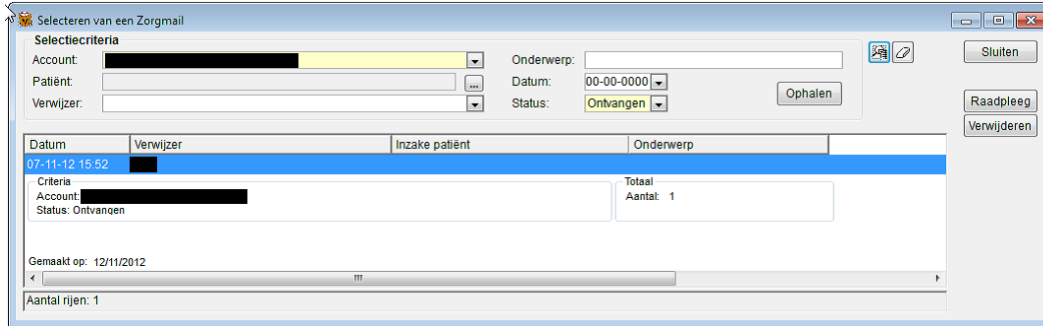 Selecteren van een Zorgmail
Selectiecriteria
Account: Onderwerp: Sluiten
Patiënt: ... Datum: 00-00-0000 Ophalen
Verwijzer: Status: Ontvangen Raadpleeg
Verwijderen
Datum Verwijzer Inzake patiënt Onderwerp
07-11-12 15:52
Criteria Totaal
Account: Aantal: 1
Status: Ontvangen
Gemaakt op: 12/11/2012
Aantal rijen: 1